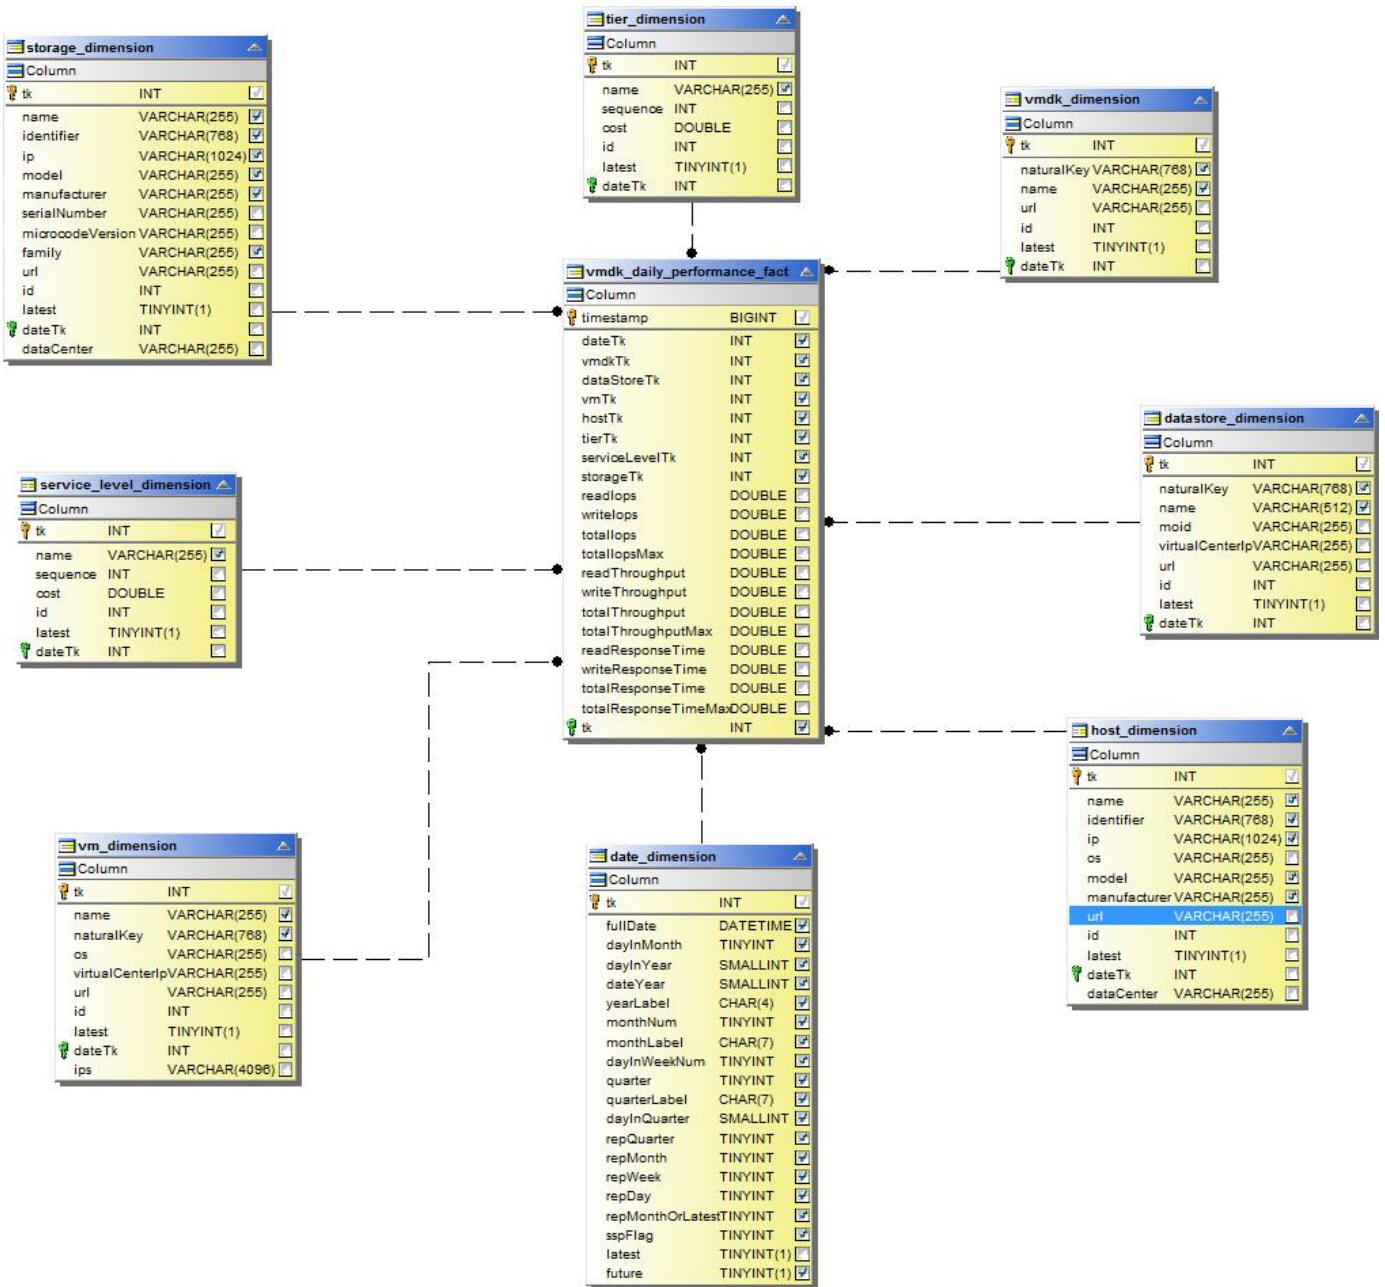 tier_dimension
Column
tk INT
name VARCHAR(255)
sequence INT
cost DOUBLE
id INT
latest TINYINT(1)
dateTk INT
storage_dimension
Column
tk INT
name VARCHAR(255)
identifier VARCHAR(768)
ip VARCHAR(1024)
model VARCHAR(255)
manufacturer VARCHAR(255)
serialNumber VARCHAR(255)
microcodeVersion VARCHAR(255)
family VARCHAR(255)
url VARCHAR(255)
id INT
latest TINYINT(1)
dateTk INT
dataCenter VARCHAR(255)
vmdk_dimension
Column
tk INT
naturalKey VARCHAR(768)
name VARCHAR(255)
url VARCHAR(255)
id INT
latest TINYINT(1)
dateTk INT
vmdk_daily_performance_fact
Column
timestamp BIGINT
dateTk INT
vmdkTk INT
dataStoreTk INT
vmTk INT
hostTk INT
tierTk INT
serviceLevelTk INT
storageTk INT
readIops DOUBLE
writeIops DOUBLE
totalIops DOUBLE
totalIopsMax DOUBLE
readThroughput DOUBLE
writeThroughput DOUBLE
totalThroughput DOUBLE
totalThroughputMax DOUBLE
readResponseTime DOUBLE
writeResponseTime DOUBLE
totalResponseTime DOUBLE
totalResponseTimeMax DOUBLE
tk INT
datastore_dimension
Column
tk INT
naturalKey VARCHAR(768)
name VARCHAR(512)
moid VARCHAR(255)
virtualCenterIp VARCHAR(255)
url VARCHAR(255)
id INT
latest TINYINT(1)
dateTk INT
service_level_dimension
Column
tk INT
name VARCHAR(255)
sequence INT
cost DOUBLE
id INT
latest TINYINT(1)
dateTk INT
host_dimension
Column
tk INT
name VARCHAR(255)
identifier VARCHAR(768)
ip VARCHAR(1024)
os VARCHAR(255)
model VARCHAR(255)
manufacturer VARCHAR(255)
url VARCHAR(255)
id INT
latest TINYINT(1)
dateTk INT
dataCenter VARCHAR(255)
vm_dimension
Column
tk INT
name VARCHAR(255)
naturalKey VARCHAR(768)
os VARCHAR(255)
virtualCenterIp VARCHAR(255)
url VARCHAR(255)
id INT
latest TINYINT(1)
dateTk INT
ips VARCHAR(4096)
date_dimension
Column
tk INT
fullDate DATETIME
dayInMonth TINYINT
dayInYear SMALLINT
dateYear SMALLINT
yearLabel CHAR(4)
monthNum TINYINT
monthLabel CHAR(7)
dayInWeekNum TINYINT
quarter TINYINT
quarterLabel CHAR(7)
dayInQuarter SMALLINT
repQuarter TINYINT
repMonth TINYINT
repWeek TINYINT
repDay TINYINT
repMonthOrLatest TINYINT
sspFlag TINYINT
latest TINYINT(1)
future TINYINT(1)